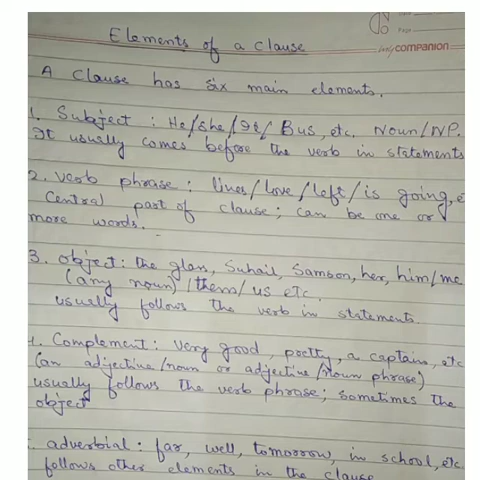 Date
Page
companion
Elements of a Clause
A Clause has six main elements.
1. Subject : He/she/It/ Bus, etc. Noun/NP.
It usually comes before the verb in statements
2. Verb phrase : lives/love/left/is going, e
Central part of clause; can be one or
more words.
3. Object : the glass, Suhail, Samson, her, him/me
(any noun) / them/us etc.
usually follows the verb in statements.
4. Complement : very good, pretty, a captain, etc
(an adjective/noun or adjective/noun phrase)
usually follows the verb phrase; sometimes the
object
adverbial : far, well, tomorrow, in school, etc.
follows other elements in the clause